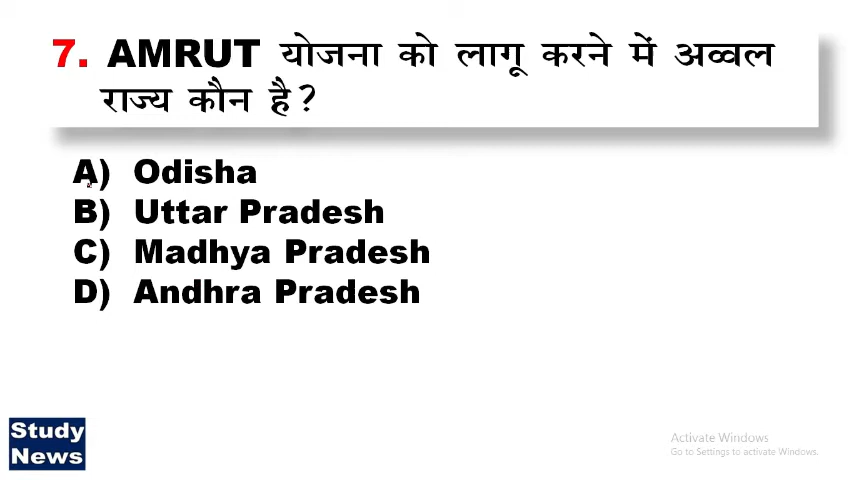 7. AMRUT योजना को लागू करने में अव्वल
राज्य कौन है?
A) Odisha
B) Uttar Pradesh
C) Madhya Pradesh
D) Andhra Pradesh
Study
News
Activate Windows
Go to Settings to activate Windows.